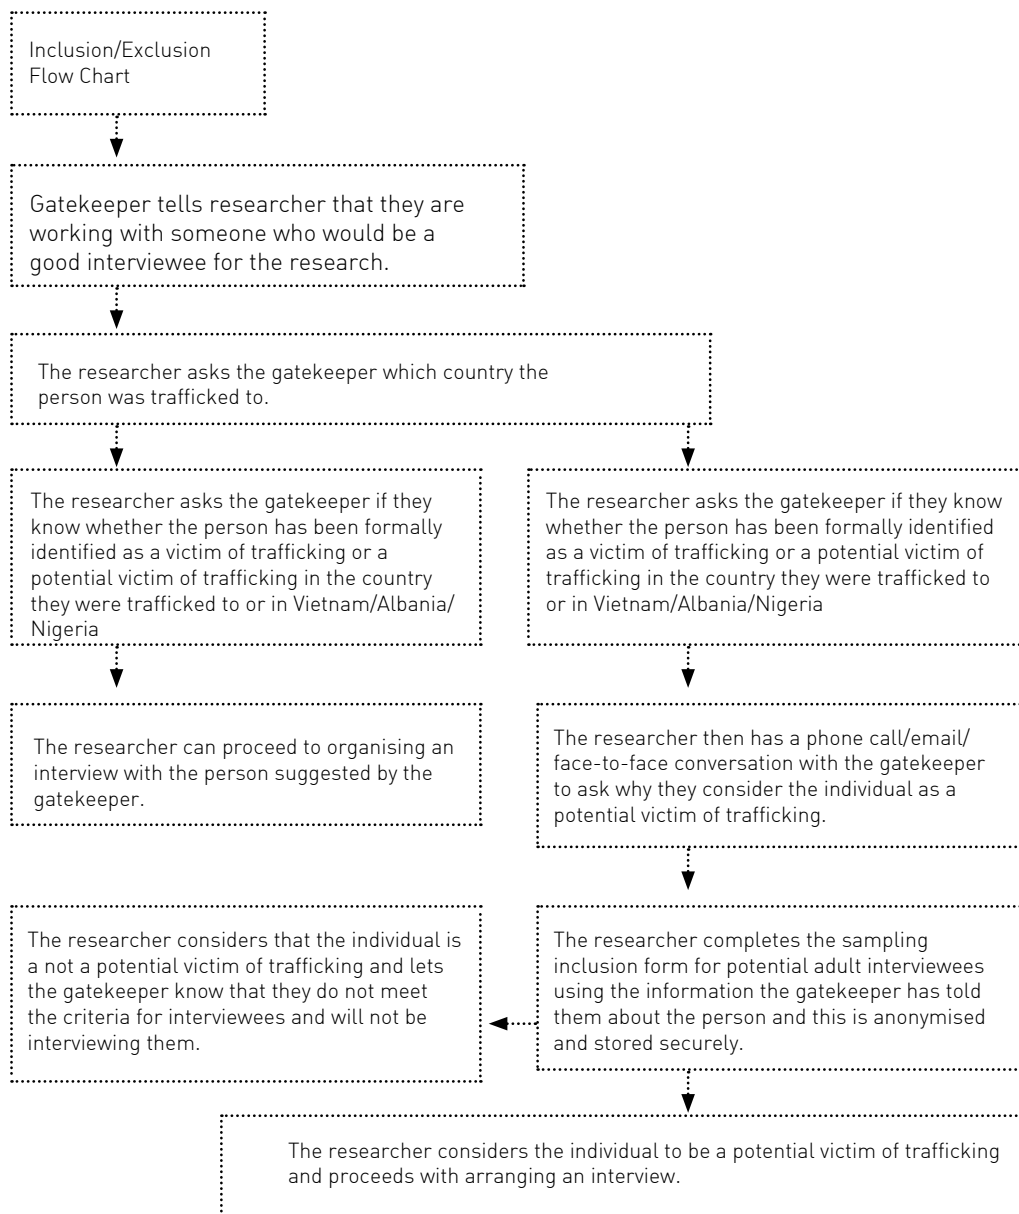 Inclusion/Exclusion
Flow Chart
Gatekeeper tells researcher that they are
working with someone who would be a
good interviewee for the research.
The researcher asks the gatekeeper which country the
person was trafficked to.
The researcher asks the gatekeeper if they
know whether the person has been formally
identified as a victim of trafficking or a
potential victim of trafficking in the country
they were trafficked to or in Vietnam/Albania/
Nigeria
The researcher asks the gatekeeper if they know
whether the person has been formally identified
as a victim of trafficking or a potential victim of
trafficking in the country they were trafficked to
or in Vietnam/Albania/Nigeria
The researcher can proceed to organising an
interview with the person suggested by the
gatekeeper.
The researcher then has a phone call/email/
face-to-face conversation with the gatekeeper
to ask why they consider the individual as a
potential victim of trafficking.
The researcher considers that the individual is
a not a potential victim of trafficking and lets
the gatekeeper know that they do not meet
the criteria for interviewees and will not be
interviewing them.
The researcher completes the sampling
inclusion form for potential adult interviewees
using the information the gatekeeper has told
them about the person and this is anonymised
and stored securely.
The researcher considers the individual to be a potential victim of trafficking
and proceeds with arranging an interview.